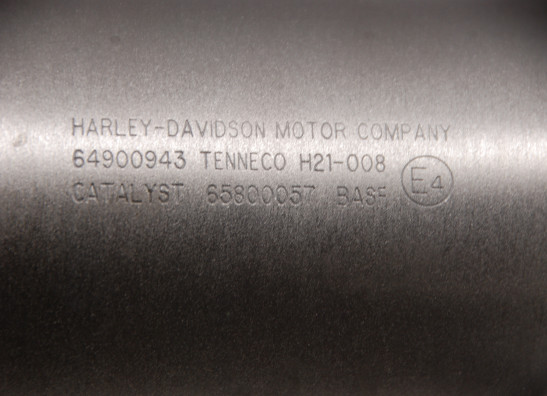 HARLEY-DAVIDSON MOTOR COMPANY
64900943 TENNECO H21-008
CATALYST 65800057 BASF E4